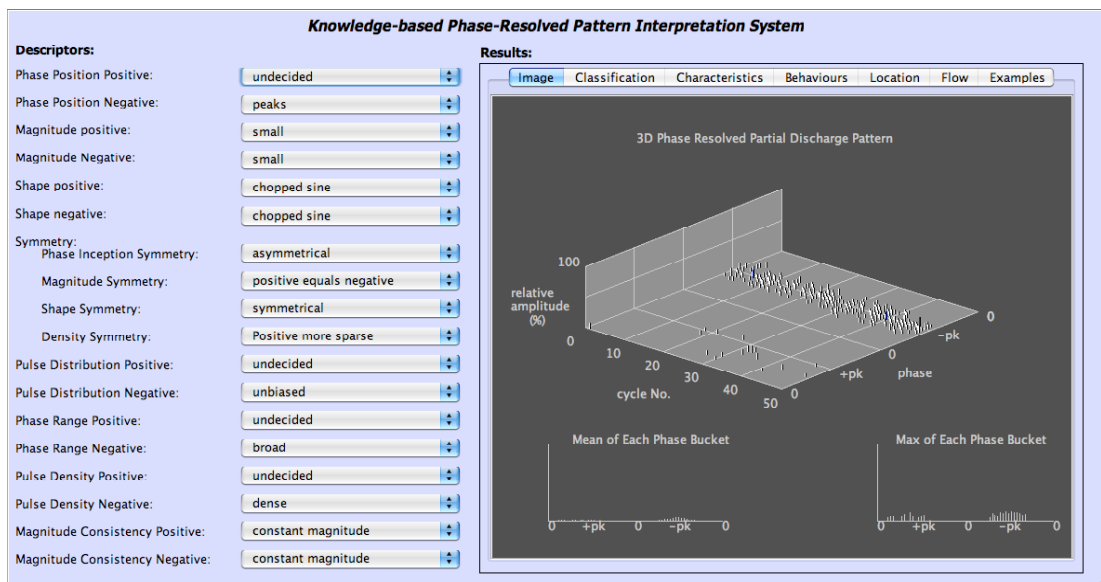 Knowledge-based Phase-Resolved Pattern Interpretation System
Descriptors:
Phase Position Positive: undecided
Phase Position Negative: peaks
Magnitude positive: small
Magnitude Negative: small
Shape positive: chopped sine
Shape negative: chopped sine
Symmetry:
Phase Inception Symmetry: asymmetrical
Magnitude Symmetry: positive equals negative
Shape Symmetry: symmetrical
Density Symmetry: Positive more sparse
Pulse Distribution Positive: undecided
Pulse Distribution Negative: unbiased
Phase Range Positive: undecided
Phase Range Negative: broad
Pulse Density Positive: undecided
Pulse Density Negative: dense
Magnitude Consistency Positive: constant magnitude
Magnitude Consistency Negative: constant magnitude
Results:
Image Classification Characteristics Behaviours Location Flow Examples
3D Phase Resolved Partial Discharge Pattern
100
relative
amplitude
(%)
0
0 10 20 30 40 50
cycle No.
0 +pk 0 -pk 0
phase
Mean of Each Phase Bucket
0 +pk 0 -pk 0
Max of Each Phase Bucket
0 +pk 0 -pk 0